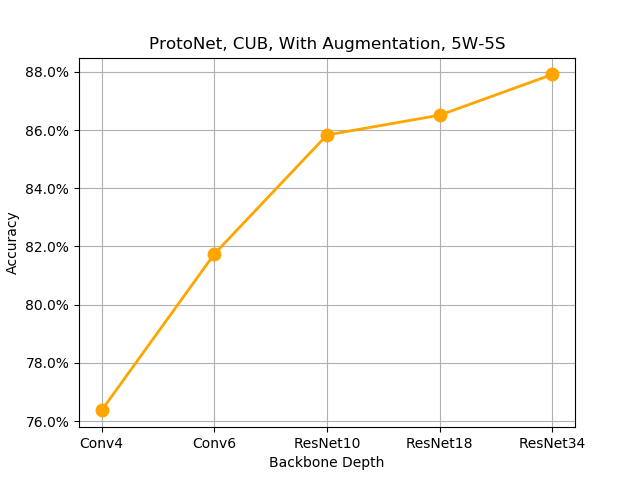 ProtoNet, CUB, With Augmentation, 5W-5S
88.0%
86.0%
84.0%
82.0%
80.0%
78.0%
76.0%
Accuracy
Conv4 Conv6 ResNet10 ResNet18 ResNet34
Backbone Depth